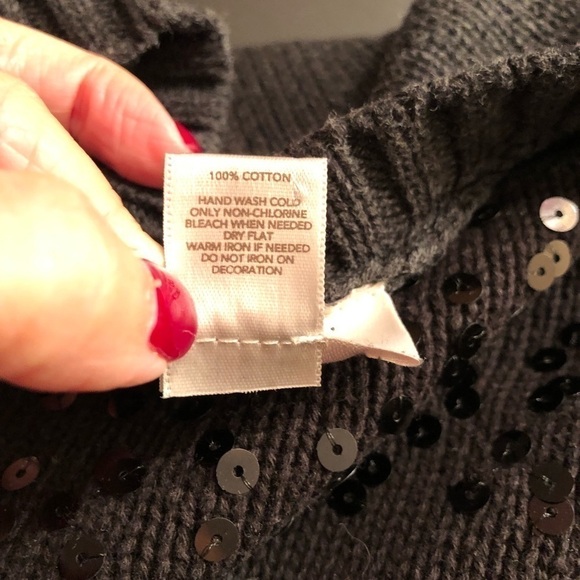 100% COTTON
HAND WASH COLD
ONLY NON-CHLORINE
BLEACH WHEN NEEDED
DRY FLAT
WARM IRON IF NEEDED
DO NOT IRON ON
DECORATION